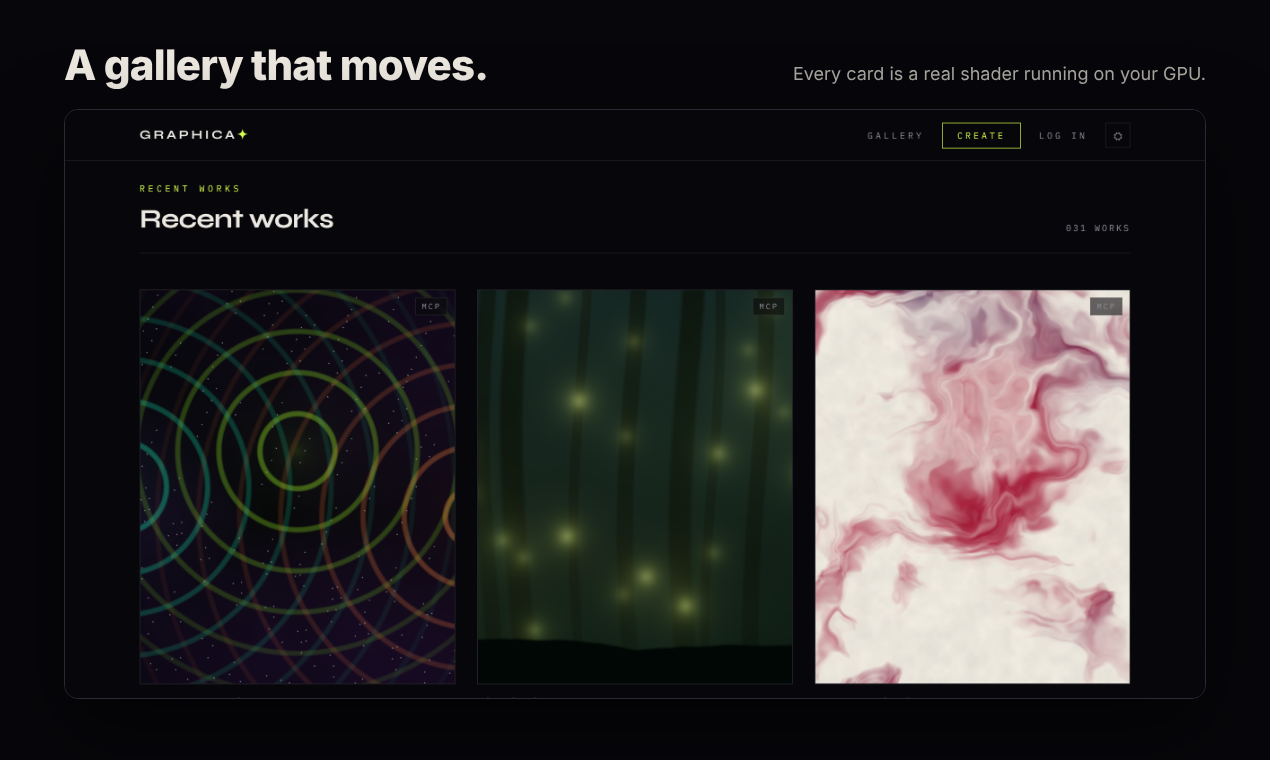 A gallery that moves.
Every card is a real shader running on your GPU.
GRAPHICA
GALLERY
CREATE
LOG IN
RECENT WORKS
Recent works
031 WORKS
MCP
MCP
MCP